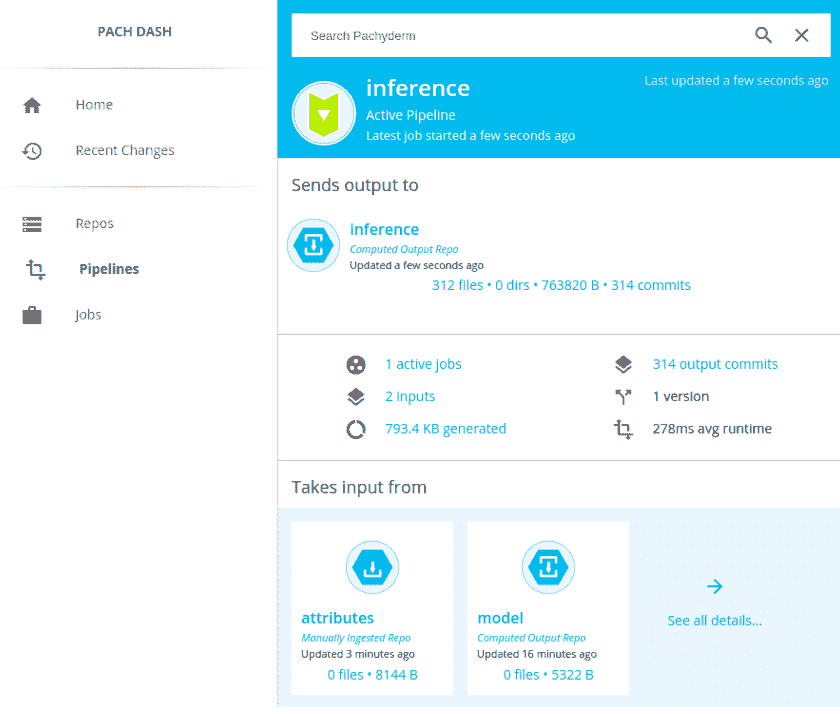 PACH DASH
Home
Recent Changes
Repos
Pipelines
Jobs
Search Pachyderm
inference
Last updated a few seconds ago
Active Pipeline
Latest job started a few seconds ago
Sends output to
inference
Computed Output Repo
Updated a few seconds ago
312 files • 0 dirs • 763820 B • 314 commits
1 active jobs
314 output commits
2 inputs
1 version
793.4 KB generated
278ms avg runtime
Takes input from
attributes
Manually Ingested Repo
Updated 3 minutes ago
0 files • 8144 B
model
Computed Output Repo
Updated 16 minutes ago
0 files • 5322 B
See all details...